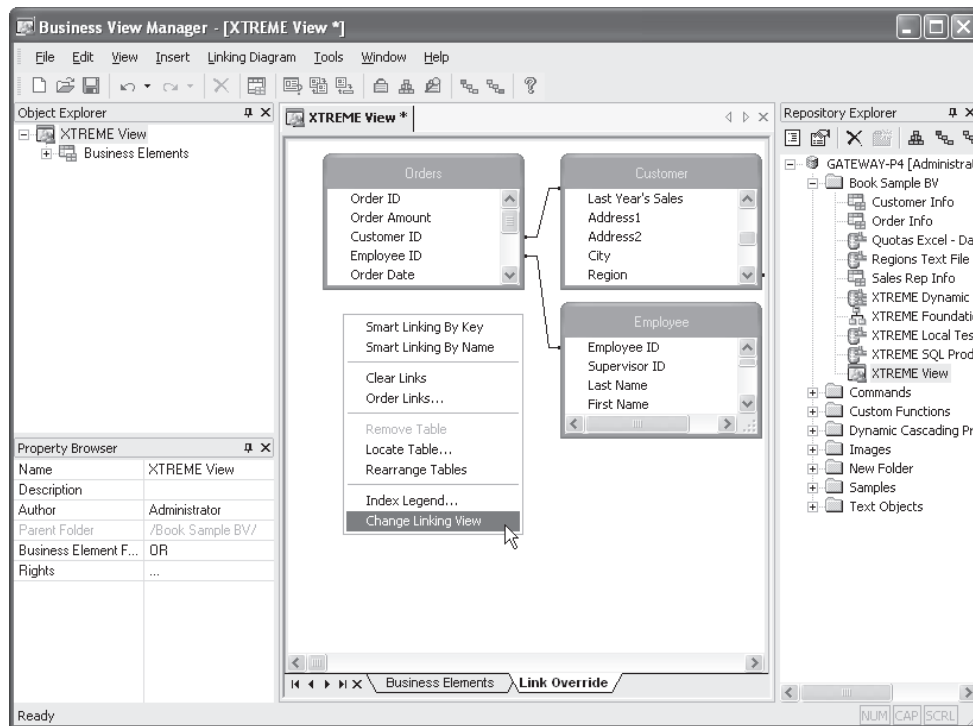 Business View Manager - [XTREME View *]
File Edit View Insert Linking Diagram Tools Window Help
Object Explorer
XTREME View
Business Elements
XTREME View *
Orders
Order ID
Order Amount
Customer ID
Employee ID
Order Date
Customer
Last Year's Sales
Address1
Address2
City
Region
Employee
Employee ID
Supervisor ID
Last Name
First Name
Smart Linking By Key
Smart Linking By Name
Clear Links
Order Links...
Remove Table
Locate Table...
Rearrange Tables
Index Legend...
Change Linking View
Business Elements
Link Override
Repository Explorer
GATEWAY-P4 [Administrat
Book Sample BV
Customer Info
Order Info
Quotas Excel - Da
Regions Text File
Sales Rep Info
XTREME Dynamic
XTREME Foundati
XTREME Local Tes
XTREME SQL Prod
XTREME View
Commands
Custom Functions
Dynamic Cascading Pr
Images
New Folder
Samples
Text Objects
Property Browser
Name XTREME View
Description
Author Administrator
Parent Folder /Book Sample BV/
Business Element F... OR
Rights ...
Ready
NUM CAP SCRL